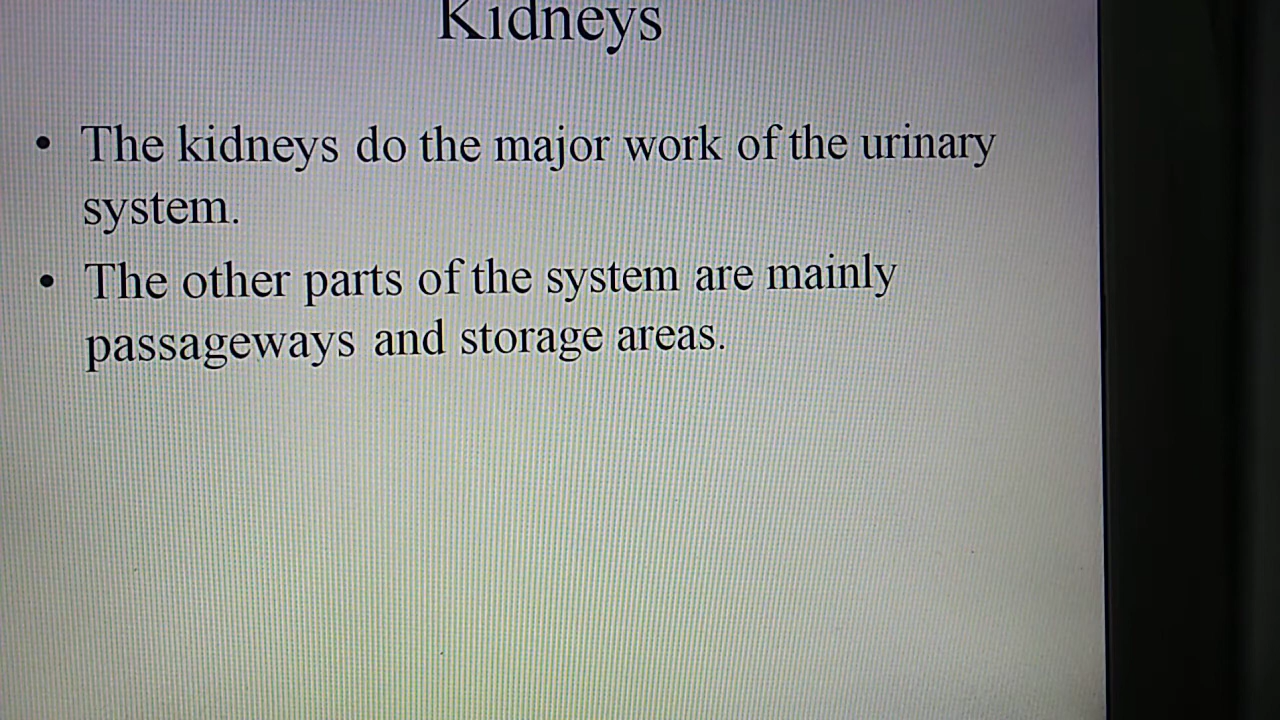 Kidneys
• The kidneys do the major work of the urinary
system.
• The other parts of the system are mainly
passageways and storage areas.